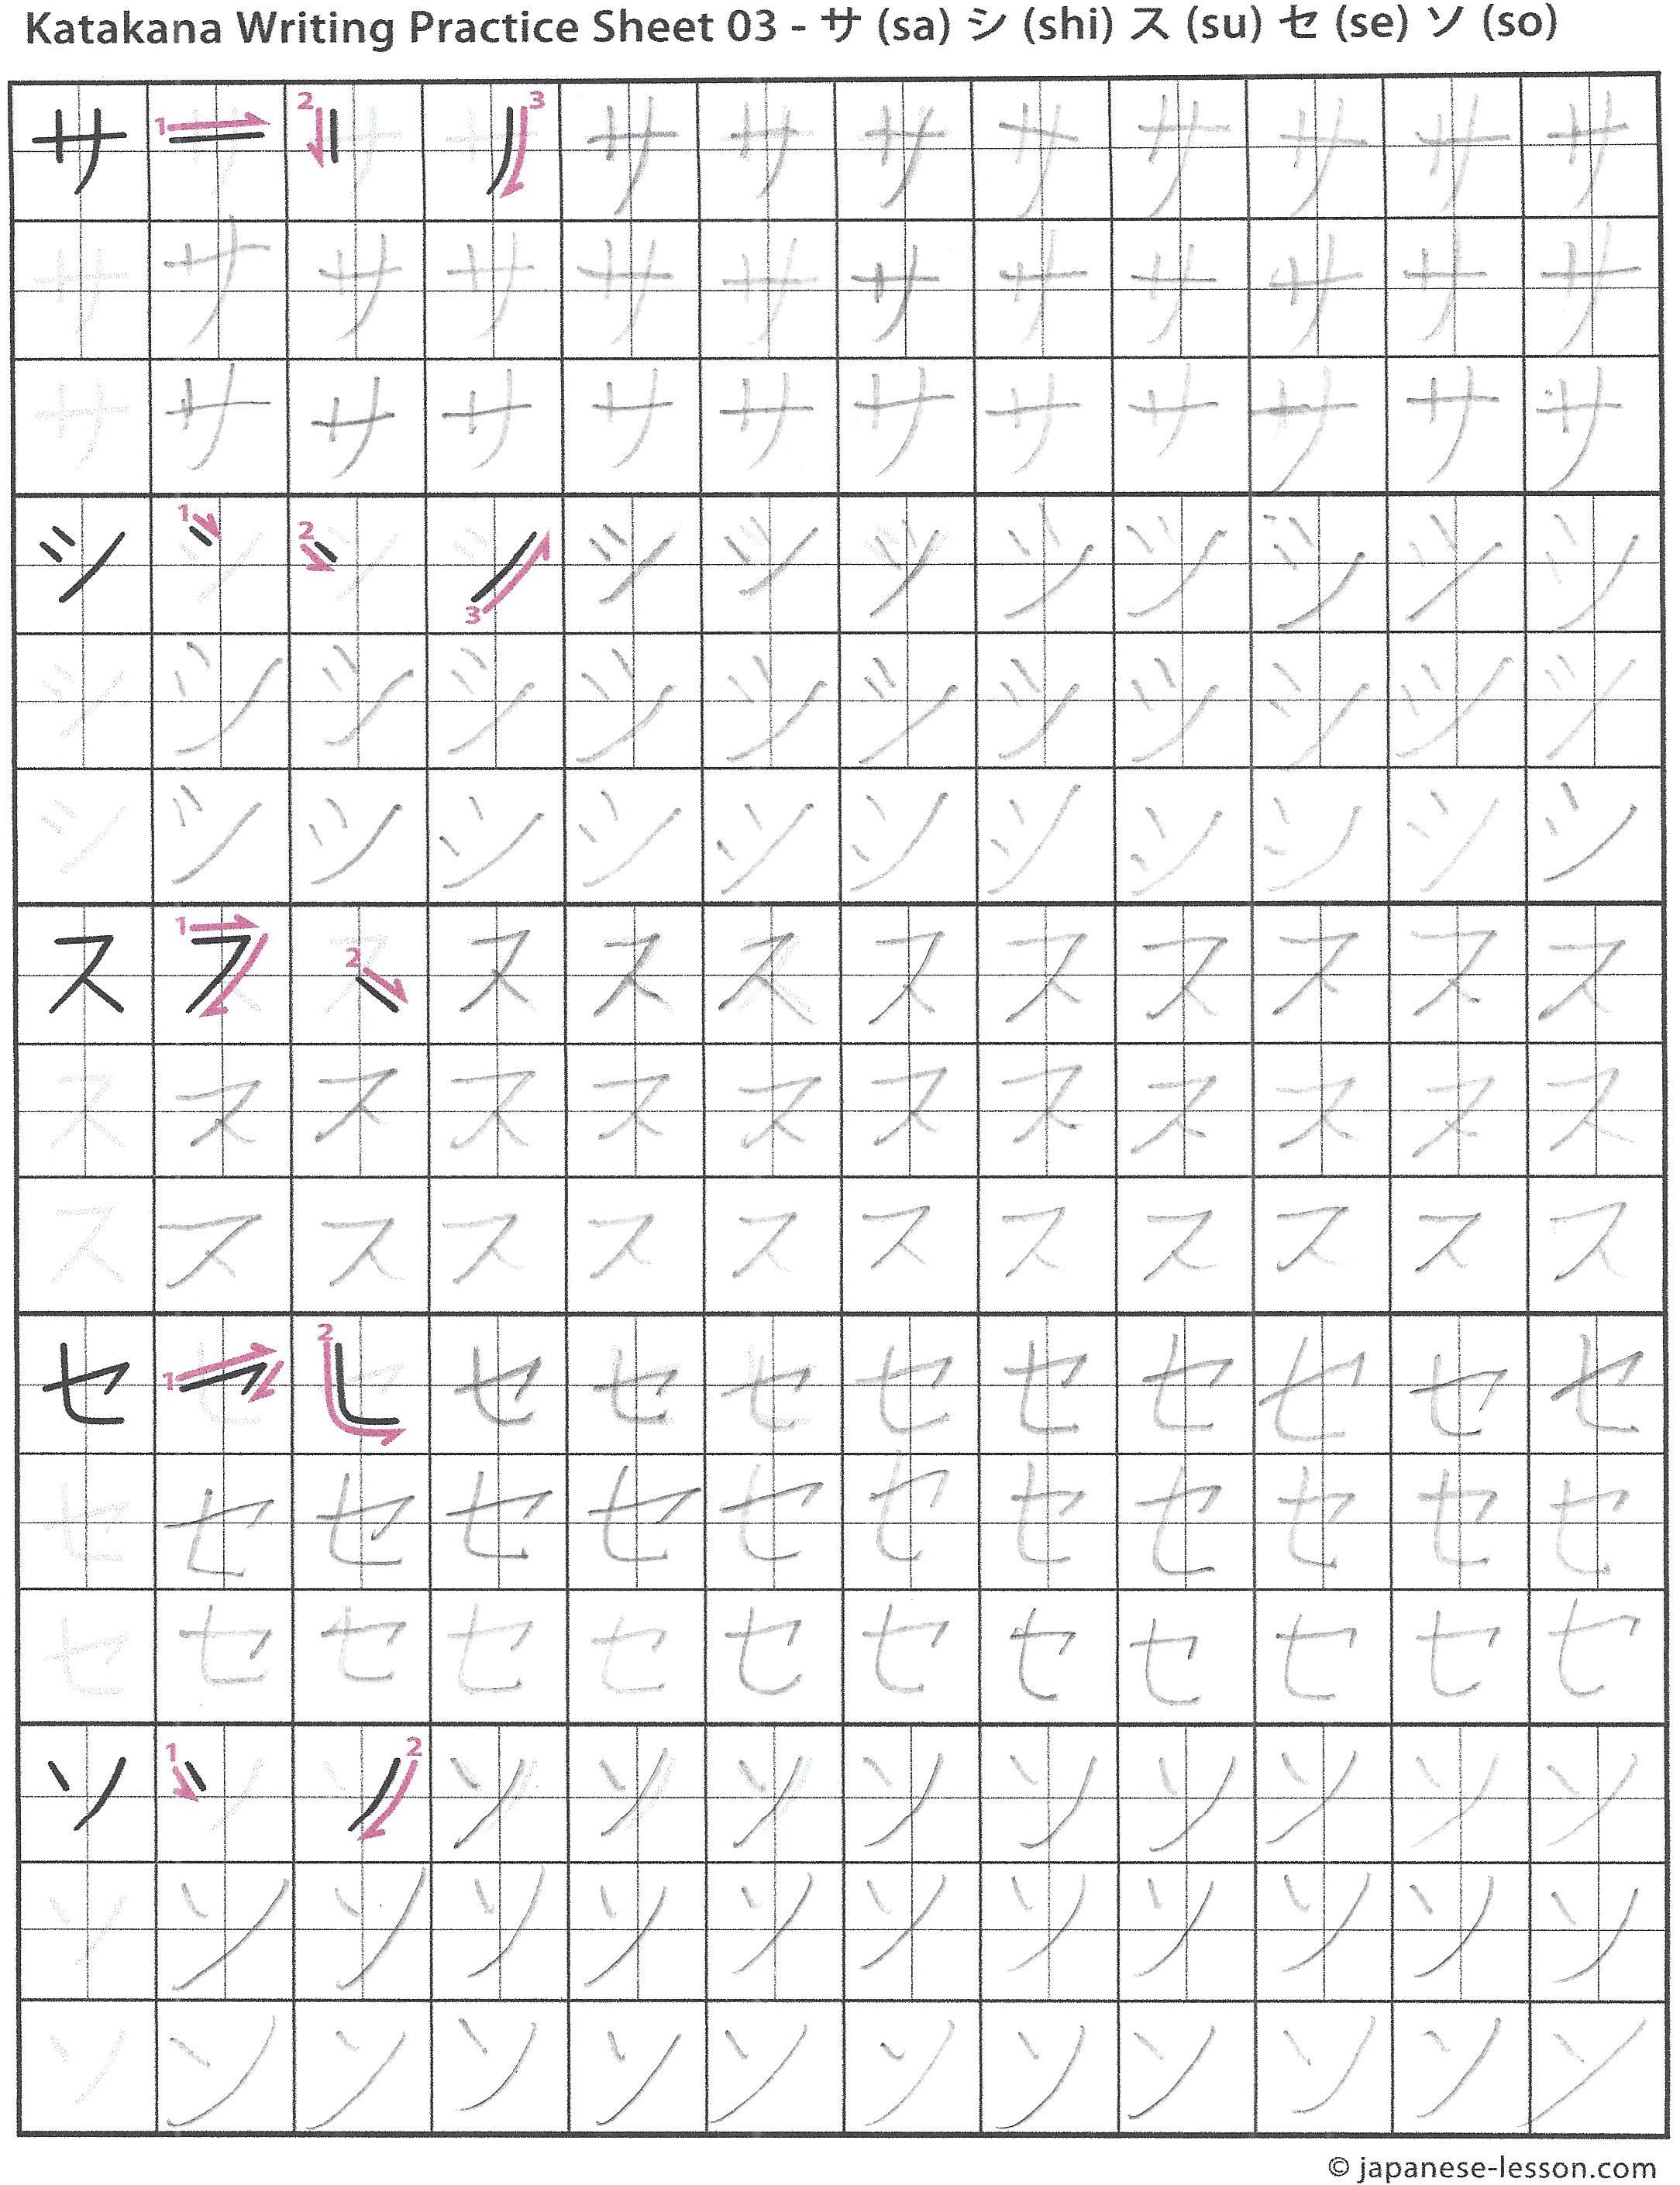 Katakana Writing Practice Sheet 03 - サ (sa) シ (shi) ス (su) セ (se) ソ (so)
サ 1 2 3 サ サ サ サ サ サ サ サ
サ サ サ サ サ サ サ サ サ サ サ サ
サ サ サ サ サ サ サ サ サ サ サ サ
シ 1 2 3 シ シ シ シ シ シ シ シ
シ シ シ シ シ シ シ シ シ シ シ シ
シ シ シ シ シ シ シ シ シ シ シ シ
ス 1 2 ス ス ス ス ス ス ス ス ス
ス ス ス ス ス ス ス ス ス ス ス ス
ス ス ス ス ス ス ス ス ス ス ス ス
セ 1 2 セ セ セ セ セ セ セ セ セ
セ セ セ セ セ セ セ セ セ セ セ セ
セ セ セ セ セ セ セ セ セ セ セ セ
ソ 1 2 ソ ソ ソ ソ ソ ソ ソ ソ ソ
ソ ソ ソ ソ ソ ソ ソ ソ ソ ソ ソ ソ
ソ ソ ソ ソ ソ ソ ソ ソ ソ ソ ソ ソ
© japanese-lesson.com